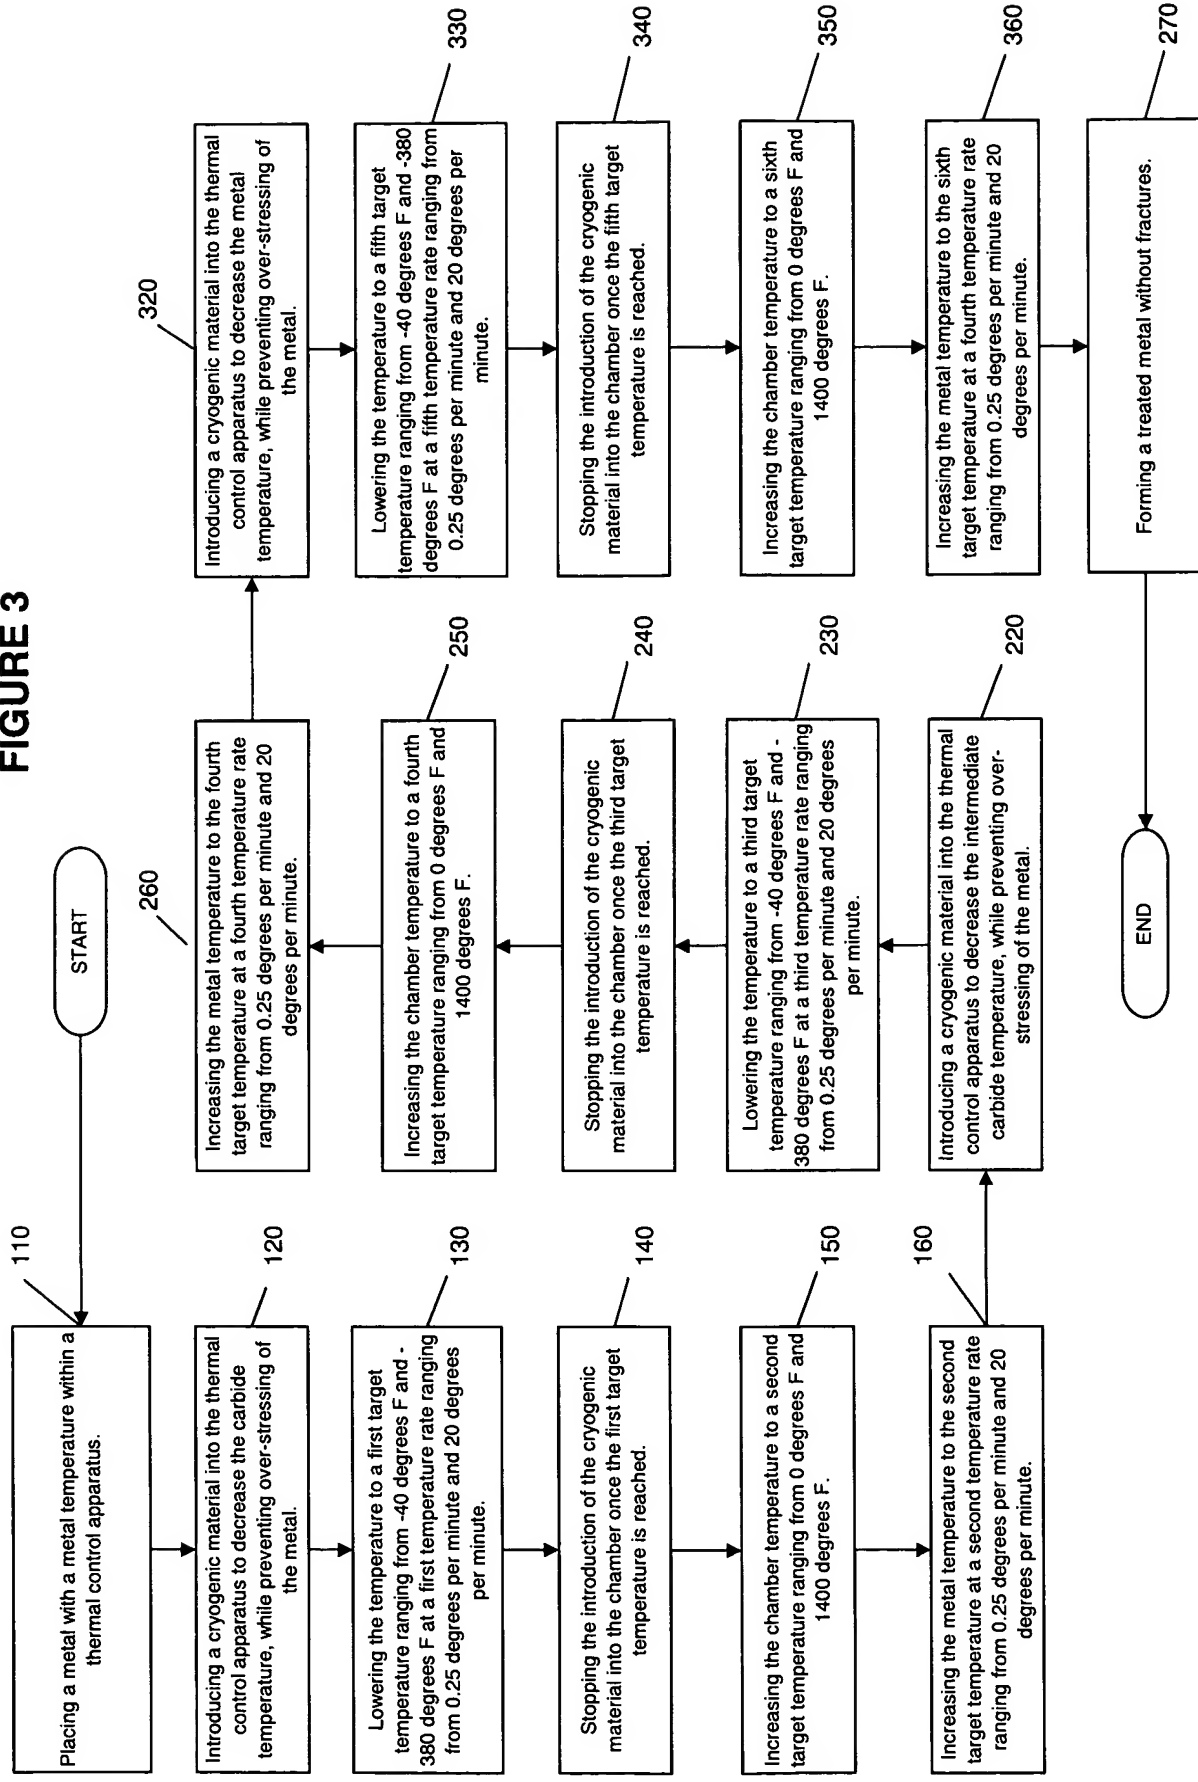 FIGURE 3
START
110
Placing a metal with a metal temperature within a
thermal control apparatus.
120
Introducing a cryogenic material into the thermal
control apparatus to decrease the carbide
temperature, while preventing over-stressing of
the metal.
130
Lowering the temperature to a first target
temperature ranging from -40 degrees F and -
380 degrees F at a first temperature rate ranging
from 0.25 degrees per minute and 20 degrees
per minute.
140
Stopping the introduction of the cryogenic
material into the chamber once the first target
temperature is reached.
150
Increasing the chamber temperature to a second
target temperature ranging from 0 degrees F and
1400 degrees F.
160
Increasing the metal temperature to the second
target temperature at a second temperature rate
ranging from 0.25 degrees per minute and 20
degrees per minute.
220
Introducing a cryogenic material into the thermal
control apparatus to decrease the intermediate
carbide temperature, while preventing over-
stressing of the metal.
230
Lowering the temperature to a third target
temperature ranging from -40 degrees F and -
380 degrees F at a third temperature rate ranging
from 0.25 degrees per minute and 20 degrees
per minute.
240
Stopping the introduction of the cryogenic
material into the chamber once the third target
temperature is reached.
250
Increasing the chamber temperature to a fourth
target temperature ranging from 0 degrees F and
1400 degrees F.
260
Increasing the metal temperature to the fourth
target temperature at a fourth temperature rate
ranging from 0.25 degrees per minute and 20
degrees per minute.
320
Introducing a cryogenic material into the thermal
control apparatus to decrease the metal
temperature, while preventing over-stressing of
the metal.
330
Lowering the temperature to a fifth target
temperature ranging from -40 degrees F and -380
degrees F at a fifth temperature rate ranging from
0.25 degrees per minute and 20 degrees per
minute.
340
Stopping the introduction of the cryogenic
material into the chamber once the fifth target
temperature is reached.
350
Increasing the chamber temperature to a sixth
target temperature ranging from 0 degrees F and
1400 degrees F.
360
Increasing the metal temperature to the sixth
target temperature at a fourth temperature rate
ranging from 0.25 degrees per minute and 20
degrees per minute.
270
Forming a treated metal without fractures.
END